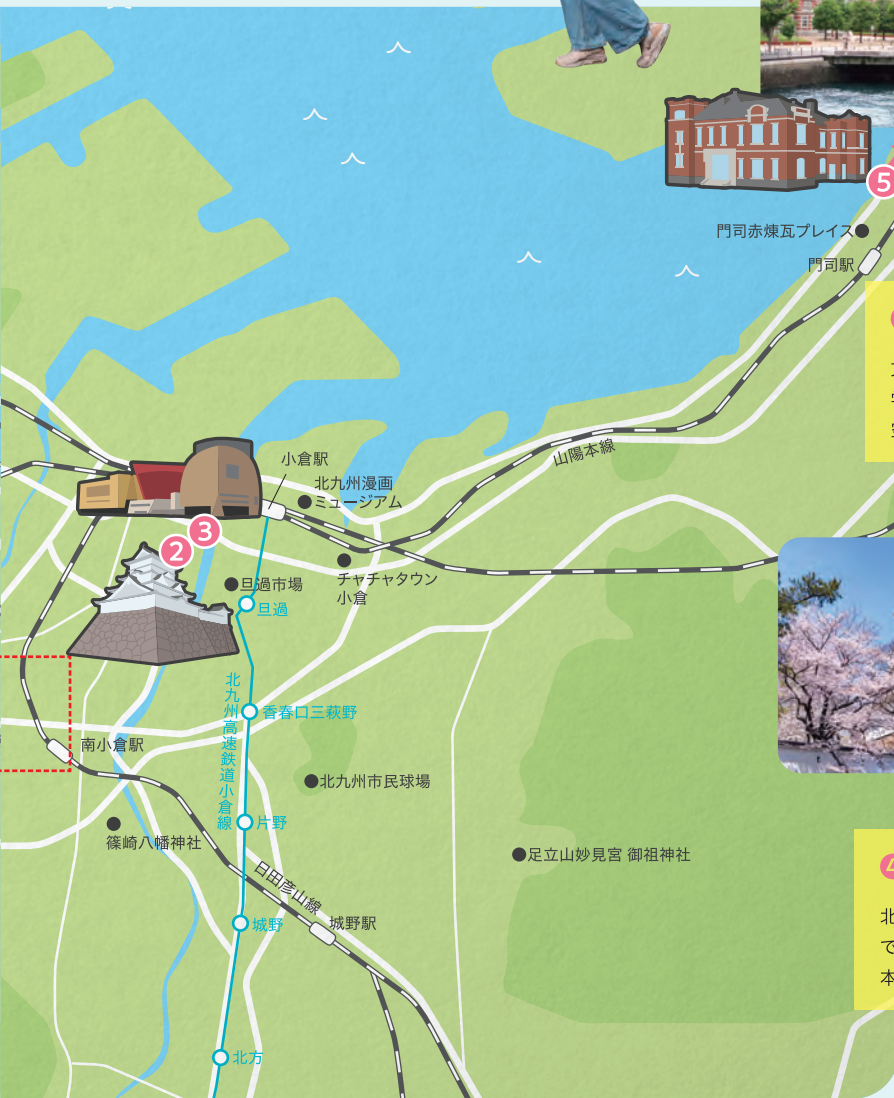 5
門司赤煉瓦プレイス
門司駅
山陽本線
小倉駅
北九州漫画
ミュージアム
3
2
チャチャタウン
小倉
旦過市場
旦過
北九州高速鉄道小倉線
香春口三萩野
南小倉駅
北九州市民球場
片野
篠崎八幡神社
足立山妙見宮 御祖神社
日田彦山線
城野駅
城野
4
北
で
本
北方